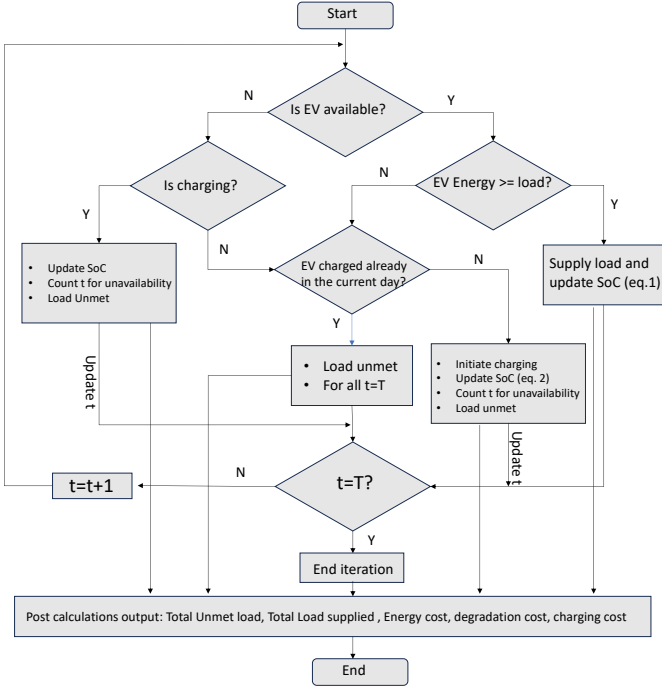 Start
Is EV available?
N
Y
Is charging?
EV Energy >= load?
N
Y
Y
N
EV charged already
in the current day?
N
• Update SoC
• Count t for unavailability
• Load Unmet
Supply load and
update SoC (eq.1)
Y
• Load unmet
• For all t=T
• Initiate charging
• Update SoC (eq. 2)
• Count t for unavailability
• Load unmet
Update t
Update t
t=T?
N
t=t+1
Y
End iteration
Post calculations output: Total Unmet load, Total Load supplied , Energy cost, degradation cost, charging cost
End